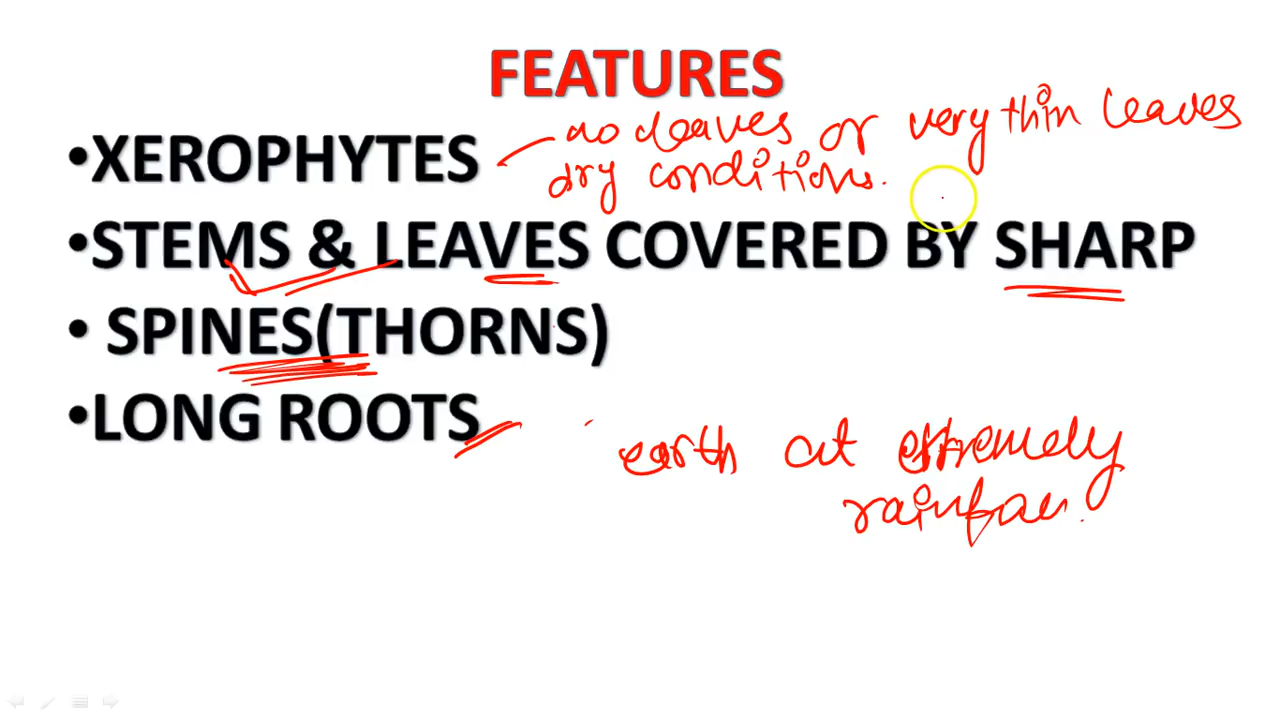 FEATURES
•XEROPHYTES
no leaves or very thin leaves
dry conditions.
•STEMS & LEAVES COVERED BY SHARP
• SPINES(THORNS)
•LONG ROOTS
earth at extremely
rainfall.